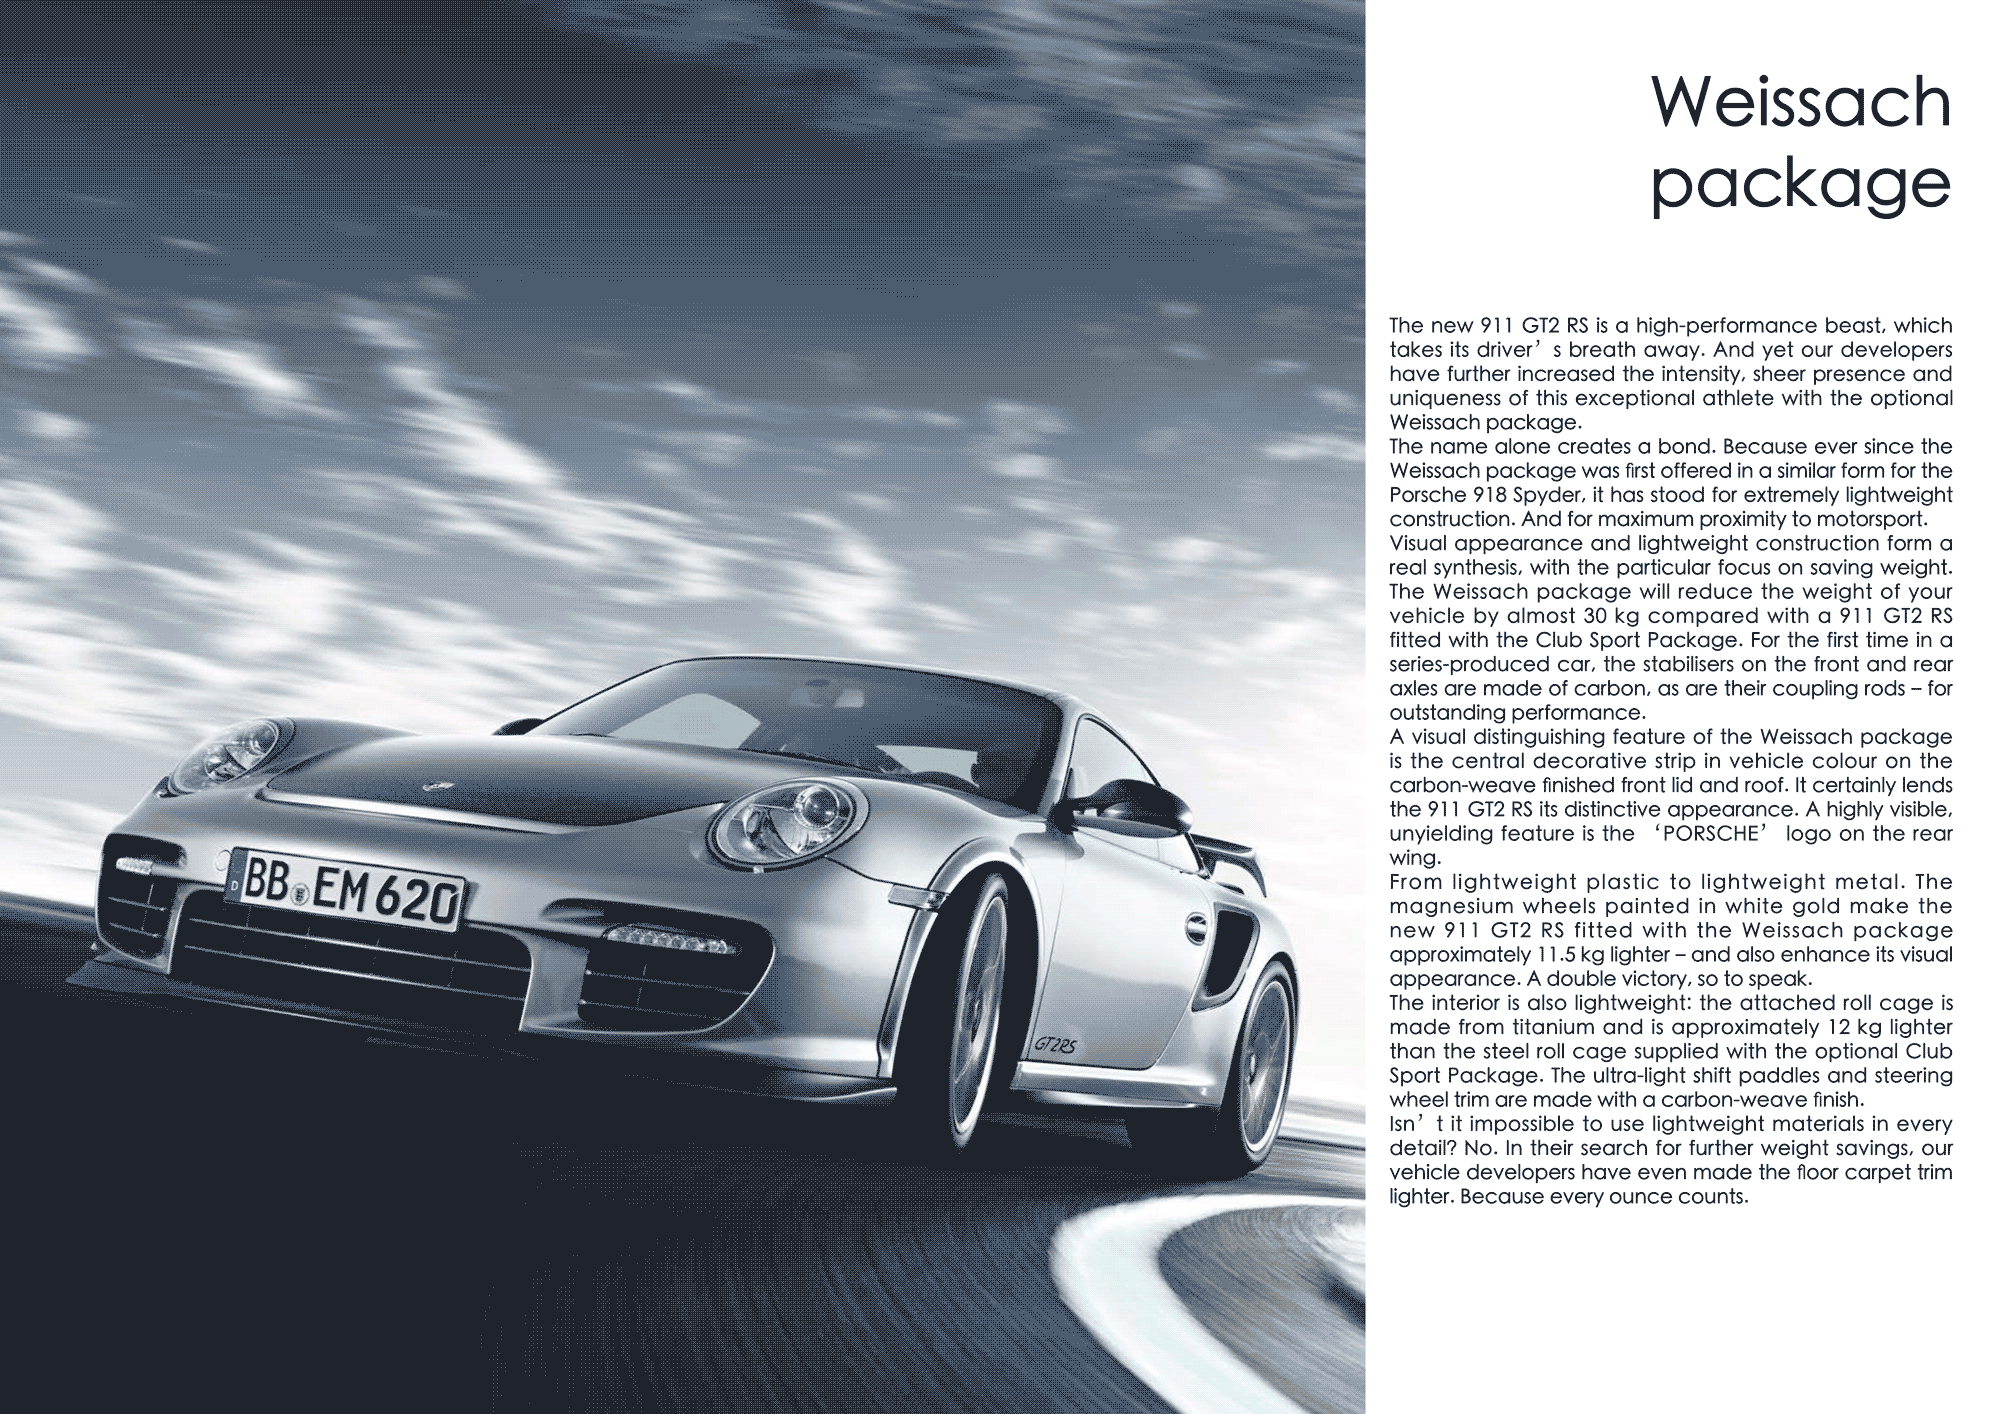 Weissach
package
The new 911 GT2 RS is a high-performance beast, which
takes its driver’s breath away. And yet our developers
have further increased the intensity, sheer presence and
uniqueness of this exceptional athlete with the optional
Weissach package.
The name alone creates a bond. Because ever since the
Weissach package was first offered in a similar form for the
Porsche 918 Spyder, it has stood for extremely lightweight
construction. And for maximum proximity to motorsport.
Visual appearance and lightweight construction form a
real synthesis, with the particular focus on saving weight.
The Weissach package will reduce the weight of your
vehicle by almost 30 kg compared with a 911 GT2 RS
fitted with the Club Sport Package. For the first time in a
series-produced car, the stabilisers on the front and rear
axles are made of carbon, as are their coupling rods – for
outstanding performance.
A visual distinguishing feature of the Weissach package
is the central decorative strip in vehicle colour on the
carbon-weave finished front lid and roof. It certainly lends
the 911 GT2 RS its distinctive appearance. A highly visible,
unyielding feature is the ‘PORSCHE’ logo on the rear
wing.
From lightweight plastic to lightweight metal. The
magnesium wheels painted in white gold make the
new 911 GT2 RS fitted with the Weissach package
approximately 11.5 kg lighter – and also enhance its visual
appearance. A double victory, so to speak.
The interior is also lightweight: the attached roll cage is
made from titanium and is approximately 12 kg lighter
than the steel roll cage supplied with the optional Club
Sport Package. The ultra-light shift paddles and steering
wheel trim are made with a carbon-weave finish.
Isn’t it impossible to use lightweight materials in every
detail? No. In their search for further weight savings, our
vehicle developers have even made the floor carpet trim
lighter. Because every ounce counts.
D
BB EM 620
GT2RS